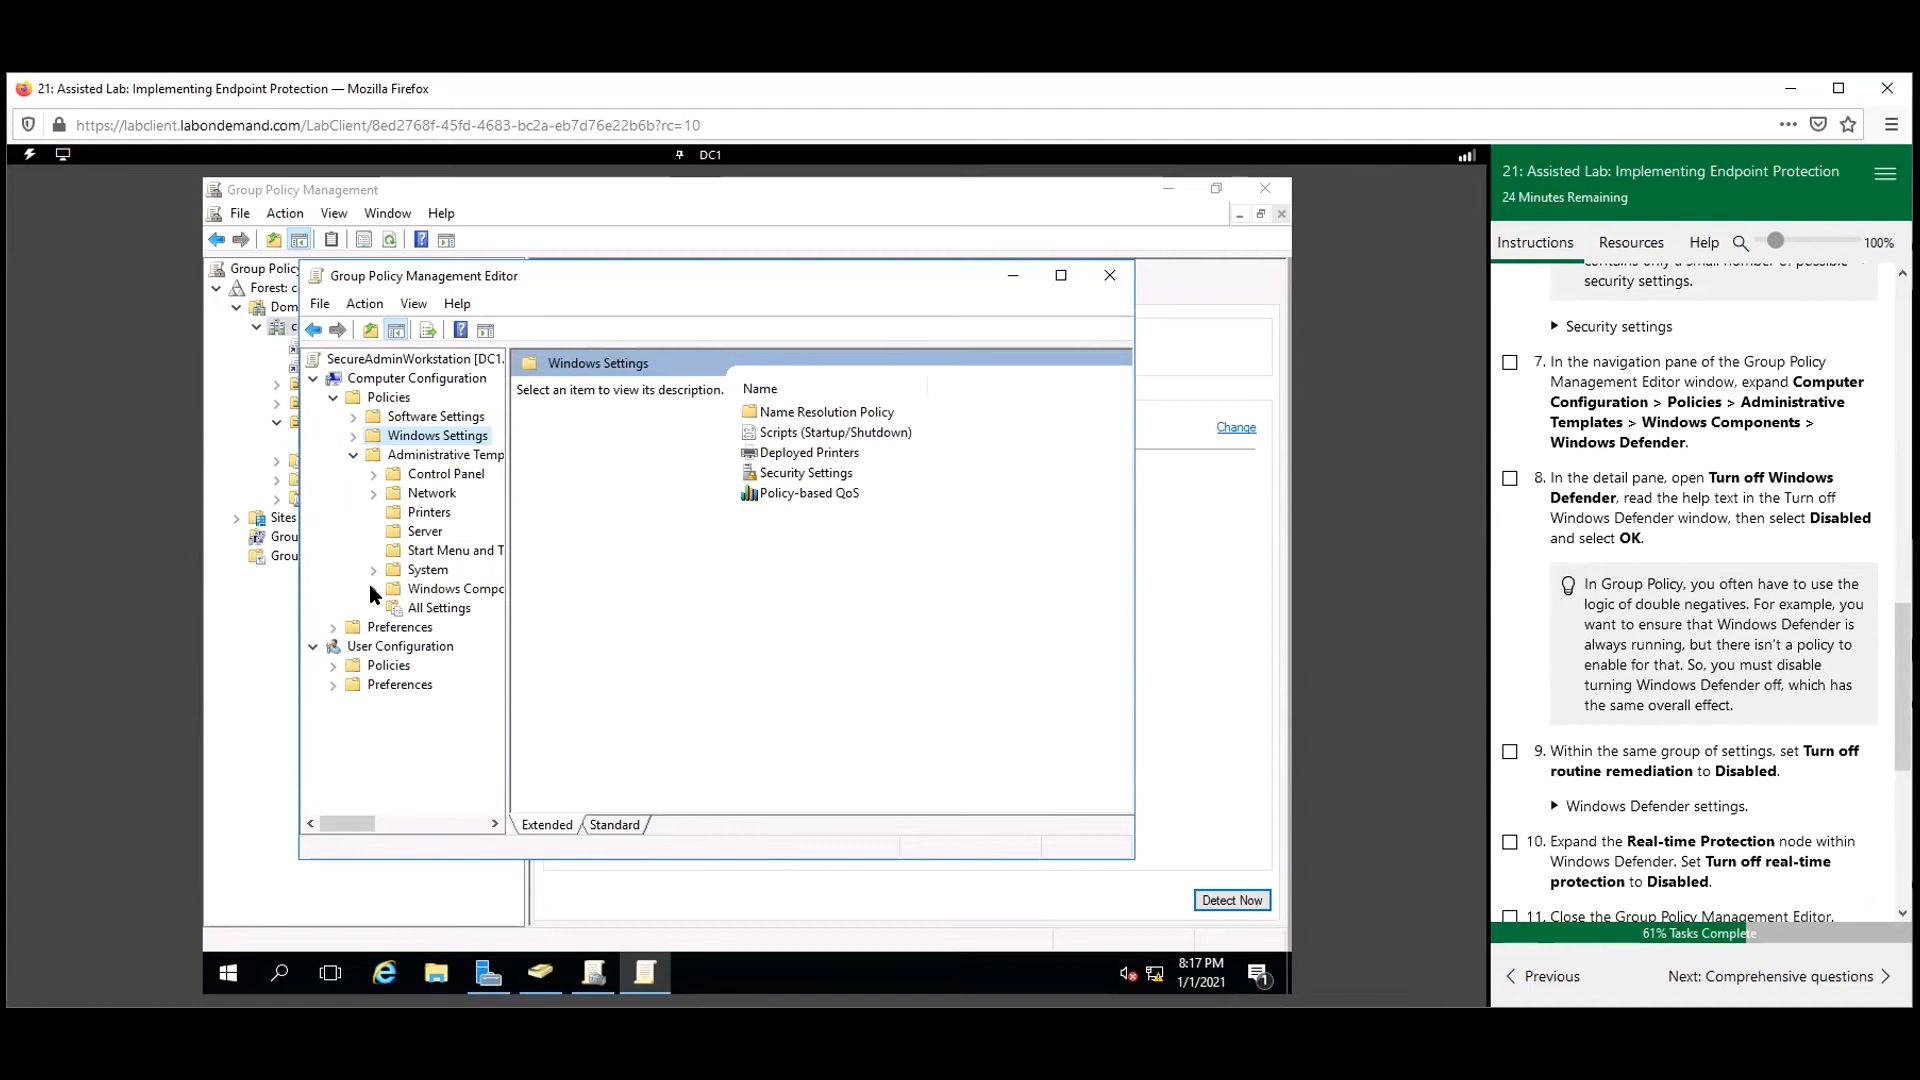 21: Assisted Lab: Implementing Endpoint Protection — Mozilla Firefox
https://labclient.labondemand.com/LabClient/8ed2768f-45fd-4683-bc2a-eb7d76e22b6b?rc=10
DC1
Group Policy Management
File Action View Window Help
Group Policy
Forest: c
Dom
c
Sites
Grou
Grou
Change
Detect Now
Group Policy Management Editor
File Action View Help
SecureAdminWorkstation [DC1.
Computer Configuration
Policies
Software Settings
Windows Settings
Administrative Temp
Control Panel
Network
Printers
Server
Start Menu and T
System
Windows Compo
All Settings
Preferences
User Configuration
Policies
Preferences
Windows Settings
Select an item to view its description.
Name
Name Resolution Policy
Scripts (Startup/Shutdown)
Deployed Printers
Security Settings
Policy-based QoS
Extended Standard
8:17 PM
1/1/2021
1
21: Assisted Lab: Implementing Endpoint Protection
24 Minutes Remaining
Instructions Resources Help 100%
contains only a small number of possible
security settings.
Security settings
7. In the navigation pane of the Group Policy
Management Editor window, expand Computer
Configuration > Policies > Administrative
Templates > Windows Components >
Windows Defender.
8. In the detail pane, open Turn off Windows
Defender, read the help text in the Turn off
Windows Defender window, then select Disabled
and select OK.
In Group Policy, you often have to use the
logic of double negatives. For example, you
want to ensure that Windows Defender is
always running, but there isn't a policy to
enable for that. So, you must disable
turning Windows Defender off, which has
the same overall effect.
9. Within the same group of settings, set Turn off
routine remediation to Disabled.
Windows Defender settings.
10. Expand the Real-time Protection node within
Windows Defender. Set Turn off real-time
protection to Disabled.
11. Close the Group Policy Management Editor.
61% Tasks Complete
Previous Next: Comprehensive questions